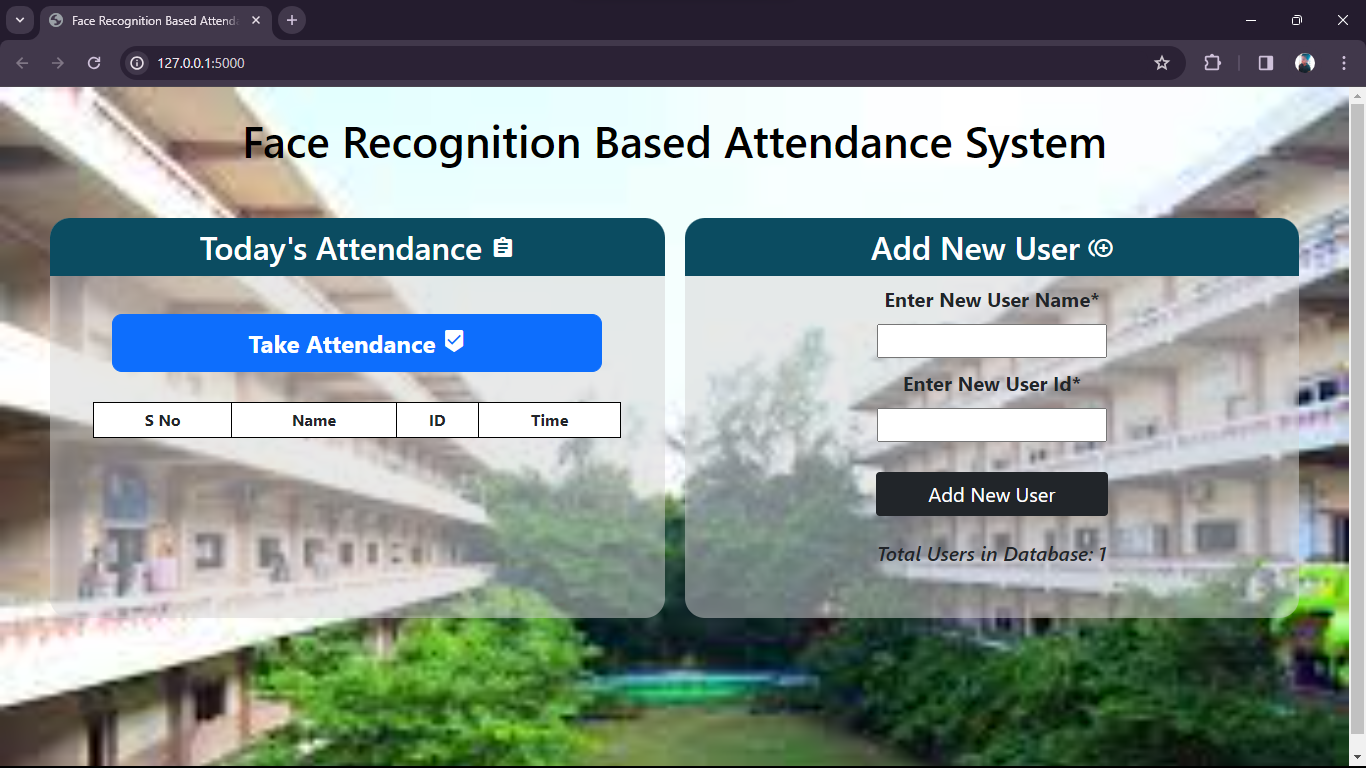 Face Recognition Based Attend
127.0.0.1:5000
Face Recognition Based Attendance System
Today's Attendance
Take Attendance
S No Name ID Time
Add New User
Enter New User Name*
Enter New User Id*
Add New User
Total Users in Database: 1